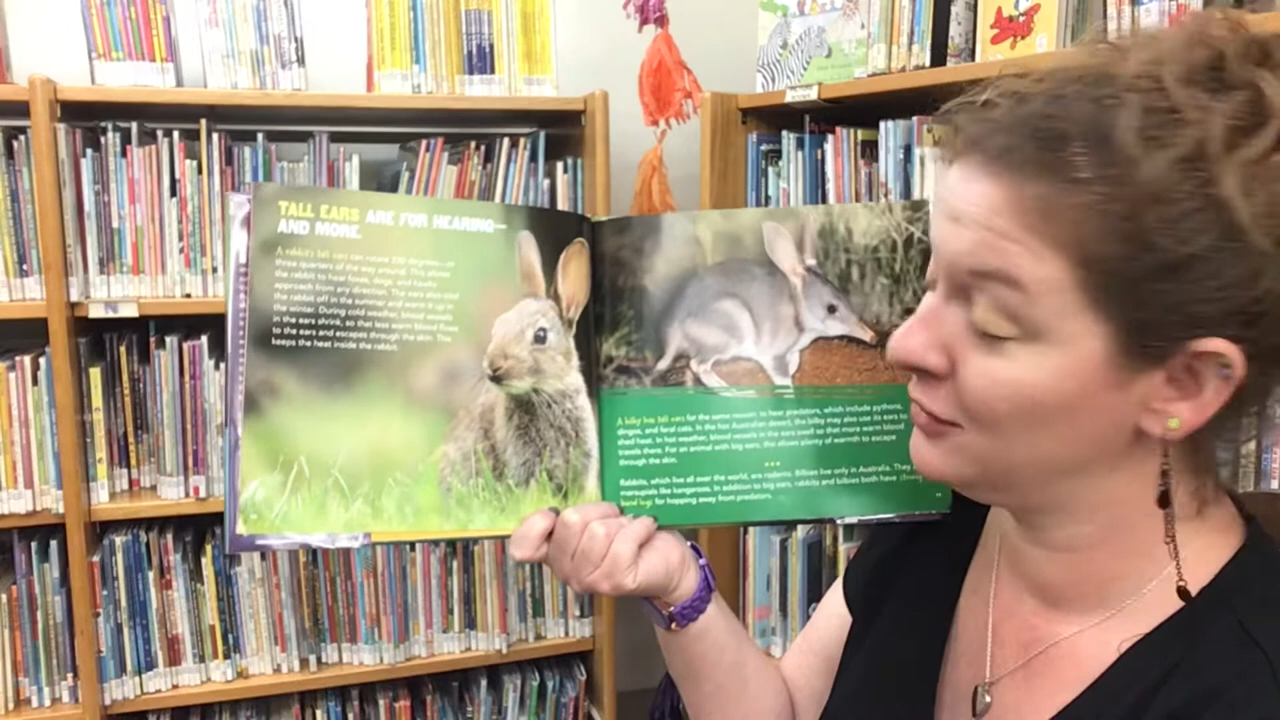 TALL EARS ARE FOR HEARING—
AND MORE.
A rabbit's tall ears can rotate 270 degrees—or
three quarters of the way around. This allows
the rabbit to hear foxes, dogs, and hawks
approach from any direction. The ears also cool
the rabbit off in the summer and warm it up in
the winter. During cold weather, blood vessels
in the ears shrink, so that less warm blood flows
to the ears and escapes through the skin. This
keeps the heat inside the rabbit.
A bilby has tall ears for the same reason: to hear predators, which include pythons,
dingos, and feral cats. In the hot Australian desert, the bilby may also use its ears to
shed heat. In hot weather, blood vessels in the ears swell so that more warm blood
travels there. For an animal with big ears, this allows plenty of warmth to escape
through the skin.
Rabbits, which live all over the world, are rodents. Bilbies live only in Australia. They
marsupials like kangaroos. In addition to big ears, rabbits and bilbies both have strong
hind legs for hopping away from predators.
N